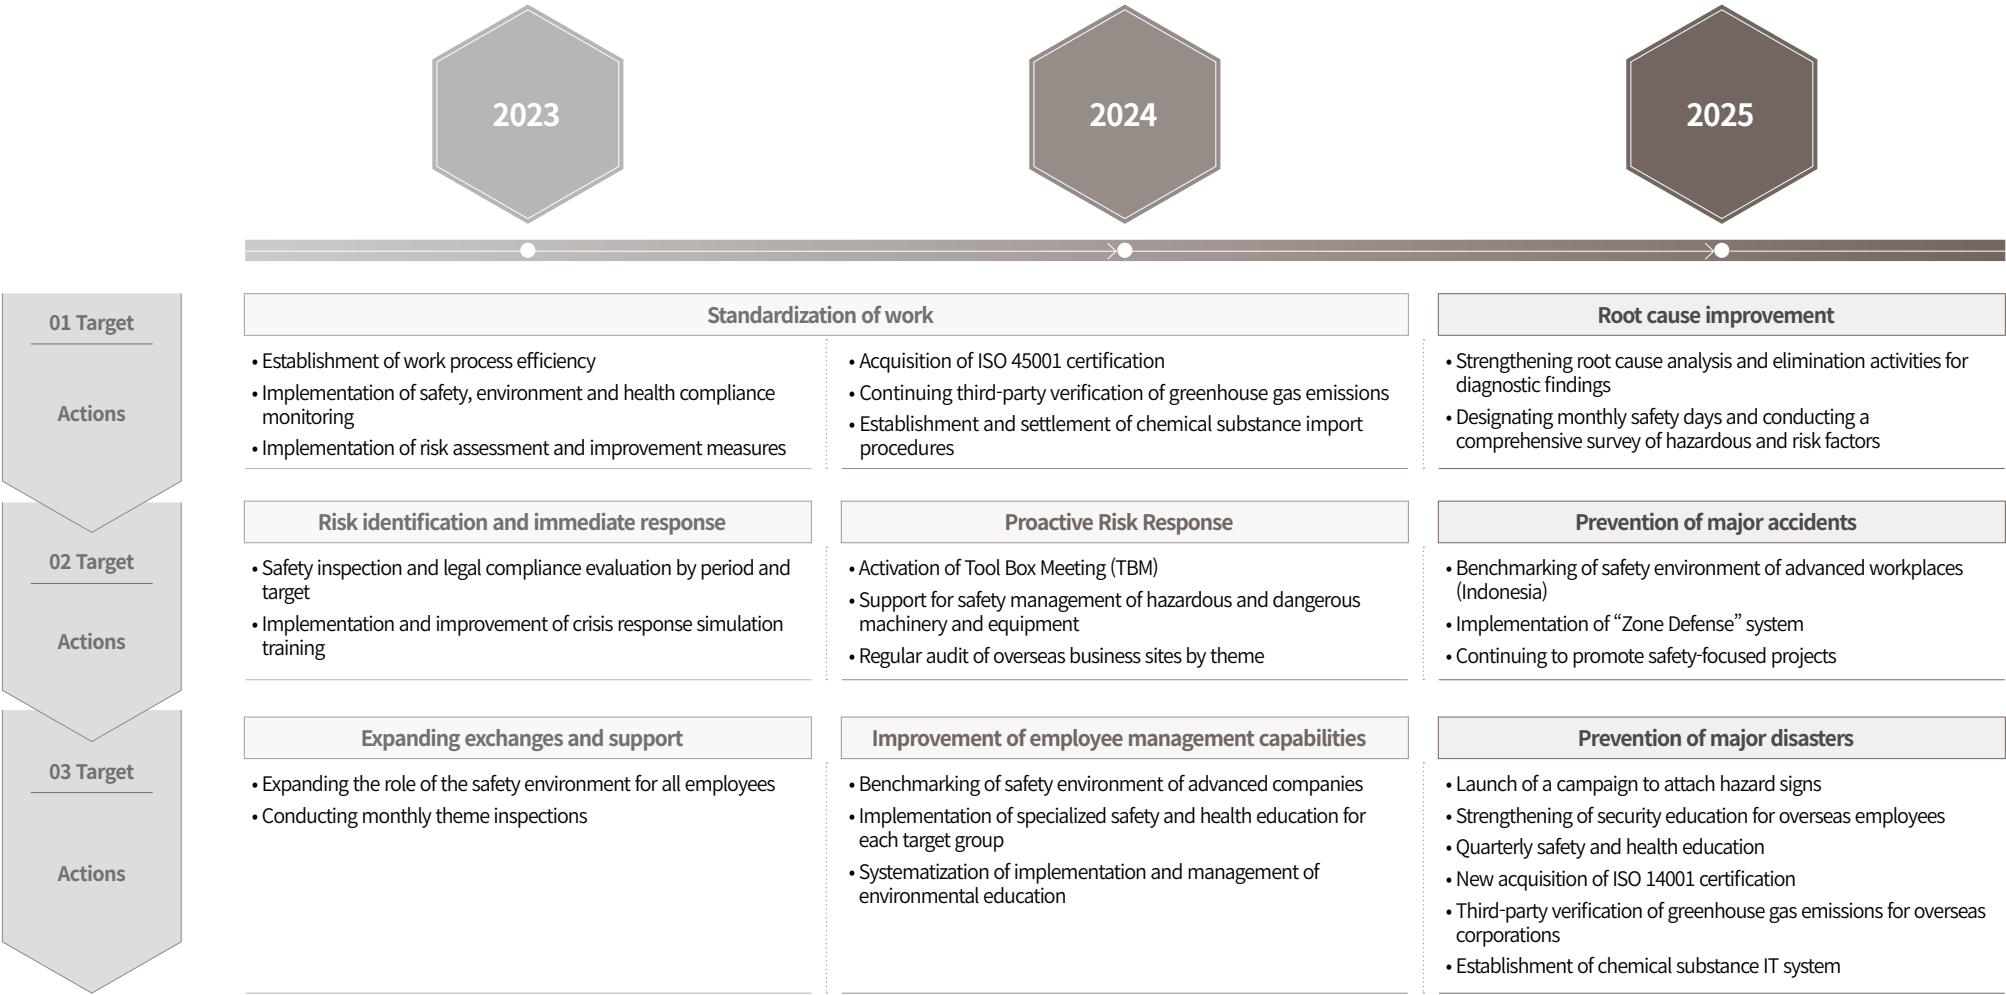 2023
2024
2025
01 Target
Actions
Standardization of work
• Establishment of work process efficiency
• Implementation of safety, environment and health compliance
monitoring
• Implementation of risk assessment and improvement measures
• Acquisition of ISO 45001 certification
• Continuing third-party verification of greenhouse gas emissions
• Establishment and settlement of chemical substance import
procedures
Root cause improvement
• Strengthening root cause analysis and elimination activities for
diagnostic findings
• Designating monthly safety days and conducting a
comprehensive survey of hazardous and risk factors
02 Target
Actions
Risk identification and immediate response
• Safety inspection and legal compliance evaluation by period and
target
• Implementation and improvement of crisis response simulation
training
Proactive Risk Response
• Activation of Tool Box Meeting (TBM)
• Support for safety management of hazardous and dangerous
machinery and equipment
• Regular audit of overseas business sites by theme
Prevention of major accidents
• Benchmarking of safety environment of advanced workplaces
(Indonesia)
• Implementation of “Zone Defense” system
• Continuing to promote safety-focused projects
03 Target
Actions
Expanding exchanges and support
• Expanding the role of the safety environment for all employees
• Conducting monthly theme inspections
Improvement of employee management capabilities
• Benchmarking of safety environment of advanced companies
• Implementation of specialized safety and health education for
each target group
• Systematization of implementation and management of
environmental education
Prevention of major disasters
• Launch of a campaign to attach hazard signs
• Strengthening of security education for overseas employees
• Quarterly safety and health education
• New acquisition of ISO 14001 certification
• Third-party verification of greenhouse gas emissions for overseas
corporations
• Establishment of chemical substance IT system